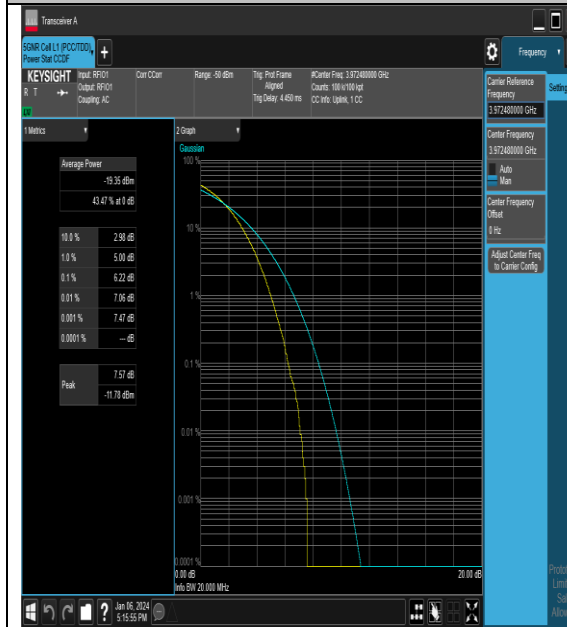 Transceiver A
5GNR Cell L1 (PCC/TDD),
Power Stat CCDF
Frequency
KEYSIGHT
R T
Input: RFIO1
Output: RFIO1
Coupling: AC
Corr CCorr
Range: -50 dBm
Trig: Prot Frame
Aligned
Trig Delay: 4.450 ms
#Center Freq: 3.972480000 GHz
Counts: 100 k/100 kpt
CC Info: Uplink, 1 CC
Carrier Reference
Frequency
3.972480000 GHz
Center Frequency
3.972480000 GHz
Auto
Man
Center Frequency
Offset
0 Hz
Adjust Center Freq
to Carrier Config
1 Metrics
Average Power
-19.35 dBm
43.47 % at 0 dB
10.0 % 2.98 dB
1.0 % 5.00 dB
0.1 % 6.22 dB
0.01 % 7.06 dB
0.001 % 7.47 dB
0.0001 % --- dB
Peak
7.57 dB
-11.78 dBm
2 Graph
Gaussian
100 %
10 %
1 %
0.1 %
0.01 %
0.001 %
0.0001 %
0.00 dB
20.00 dB
Info BW 20.000 MHz
Jan 06, 2024
5:15:55 PM